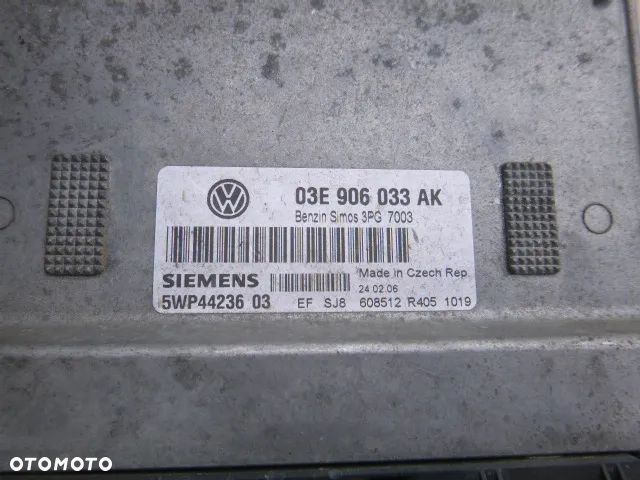 03E 906 033 AK
Benzin Simos 3PG 7003
SIEMENS
Made in Czech Rep.
24.02.06
5WP44236 03 EF SJ8 608512 R405 1019
OTOMOTO